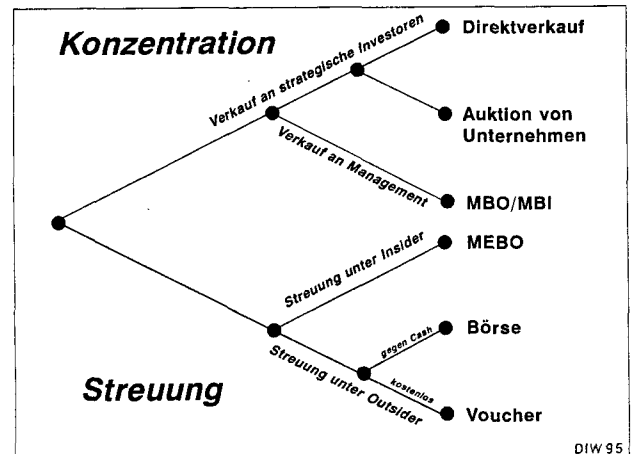 Konzentration
Verkauf an strategische Investoren
Direktverkauf
Auktion von
Unternehmen
Verkauf an Management
MBO/MBI
Streuung unter Insider
MEBO
Streuung
Streuung unter Outsider
gegen Cash
Börse
kostenlos
Voucher
DIW 95